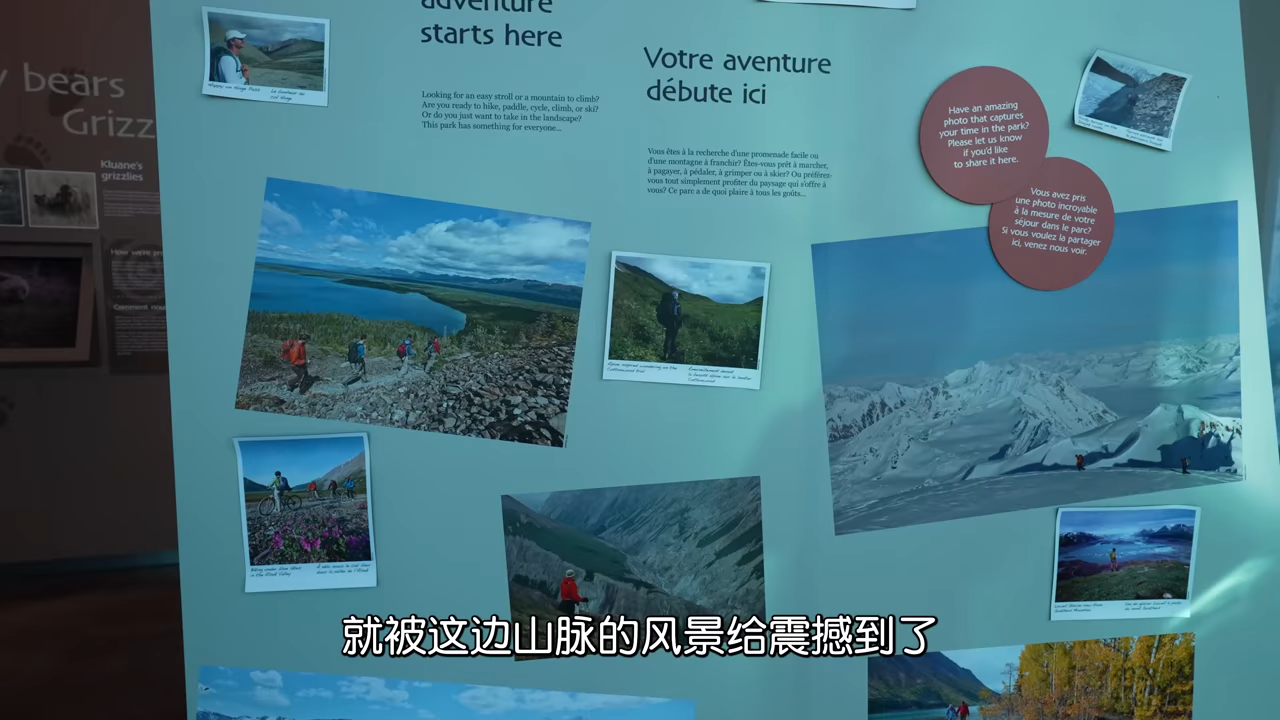 adventure
starts here
Looking for an easy stroll or a mountain to climb?
Are you ready to hike, paddle, cycle, climb, or ski?
Or do you just want to take in the landscape?
This park has something for everyone...
Votre aventure
débute ici
Vous êtes à la recherche d'une promenade facile ou
d'une montagne à franchir? Êtes-vous prêt à marcher,
à pagayer, à pédaler, à grimper ou à skier? Ou préférez-
vous tout simplement profiter du paysage qui s'offre à
vous? Ce parc a de quoi plaire à tous les goûts...
Have an amazing
photo that captures
your time in the park?
Please let us know
if you'd like
to share it here.
Vous avez pris
une photo incroyable
à la mesure de votre
séjour dans le parc?
Si vous voulez la partager
ici, venez nous voir.
y bears
Grizz
Kluane's
grizzlies
就被这边山脉的风景给震撼到了